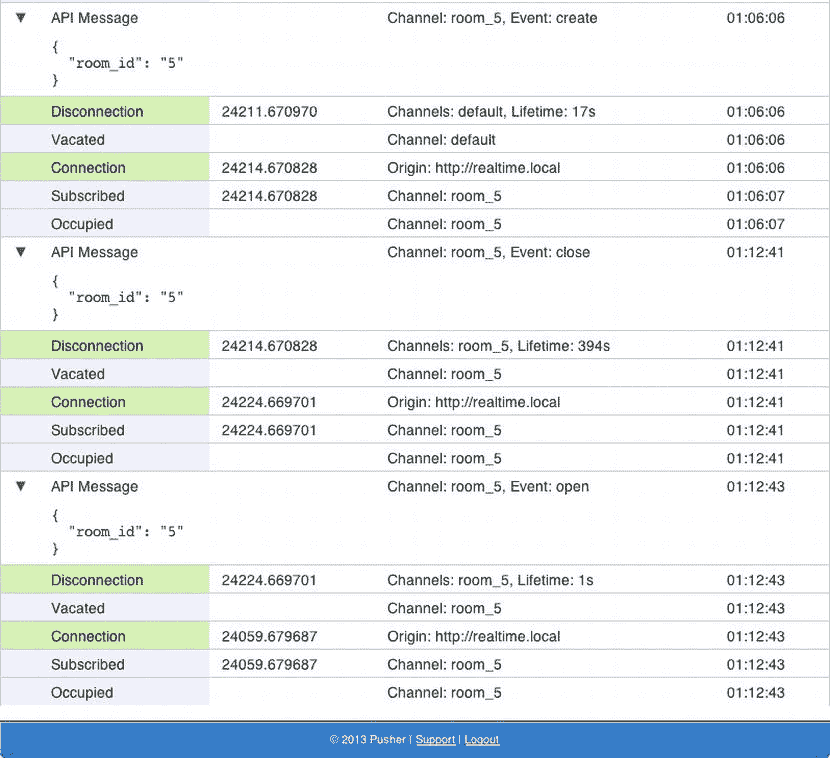 ▼ API Message Channel: room_5, Event: create 01:06:06
{
"room_id": "5"
}
Disconnection 24211.670970 Channels: default, Lifetime: 17s 01:06:06
Vacated Channel: default 01:06:06
Connection 24214.670828 Origin: http://realtime.local 01:06:06
Subscribed 24214.670828 Channel: room_5 01:06:07
Occupied Channel: room_5 01:06:07
▼ API Message Channel: room_5, Event: close 01:12:41
{
"room_id": "5"
}
Disconnection 24214.670828 Channels: room_5, Lifetime: 394s 01:12:41
Vacated Channel: room_5 01:12:41
Connection 24224.669701 Origin: http://realtime.local 01:12:41
Subscribed 24224.669701 Channel: room_5 01:12:41
Occupied Channel: room_5 01:12:41
▼ API Message Channel: room_5, Event: open 01:12:43
{
"room_id": "5"
}
Disconnection 24224.669701 Channels: room_5, Lifetime: 1s 01:12:43
Vacated Channel: room_5 01:12:43
Connection 24059.679687 Origin: http://realtime.local 01:12:43
Subscribed 24059.679687 Channel: room_5 01:12:43
Occupied Channel: room_5 01:12:43
© 2013 Pusher | Support | Logout